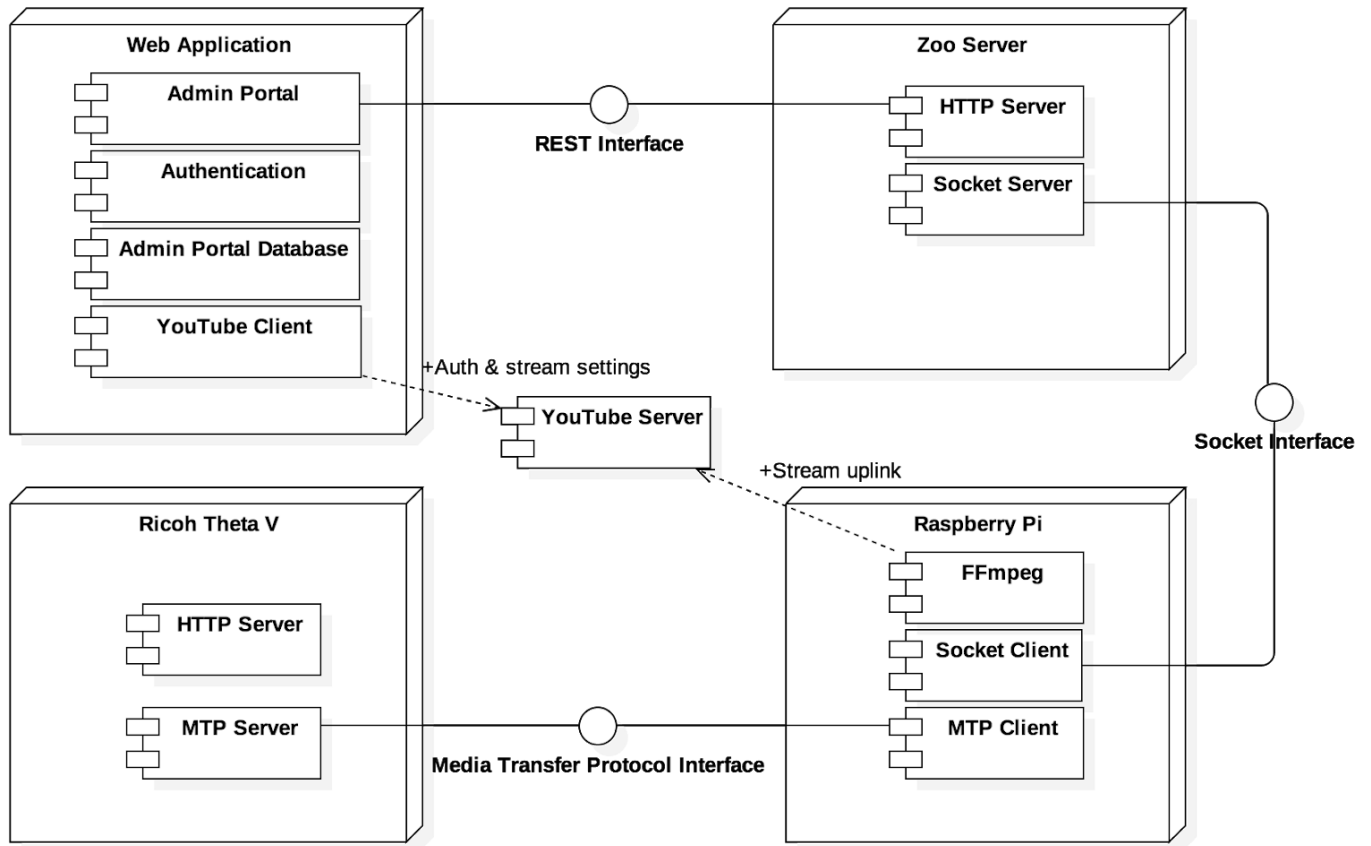 Web Application
Admin Portal
Authentication
Admin Portal Database
YouTube Client
REST Interface
Zoo Server
HTTP Server
Socket Server
+Auth & stream settings
YouTube Server
Socket Interface
+Stream uplink
Ricoh Theta V
HTTP Server
MTP Server
Media Transfer Protocol Interface
Raspberry Pi
FFmpeg
Socket Client
MTP Client